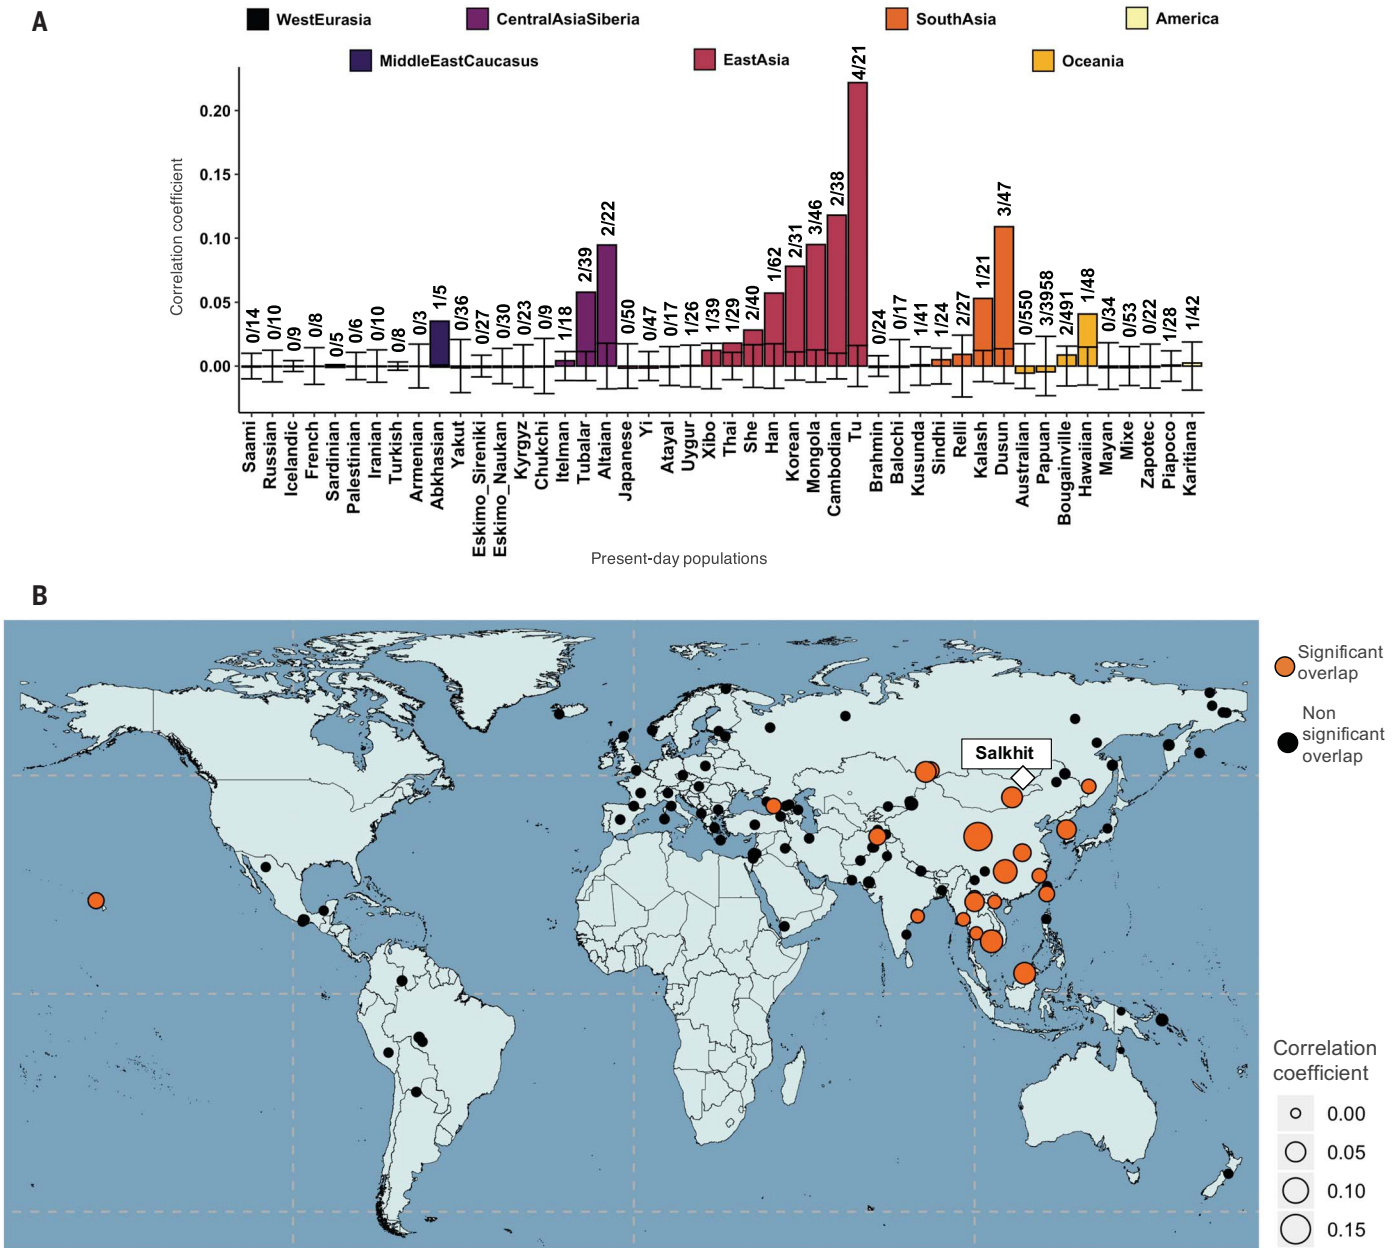 A
WestEurasia
CentralAsiaSiberia
SouthAsia
America
MiddleEastCaucasus
EastAsia
Oceania
Correlation coefficient
0.20
0.15
0.10
0.05
0.00
0/14
0/10
0/9
0/8
0/5
0/6
0/10
0/8
0/3
1/5
0/36
0/27
0/30
0/23
0/9
1/18
2/39
2/22
0/50
0/47
0/17
1/26
1/39
1/29
2/40
1/62
2/31
3/46
2/38
4/21
0/24
0/17
1/41
1/24
2/27
1/21
3/47
0/50
3/3958
2/491
1/48
0/34
0/53
0/22
1/28
1/42
Saami
Russian
Icelandic
French
Sardinian
Palestinian
Iranian
Turkish
Armenian
Abkhasian
Yakut
Eskimo_Sireniki
Eskimo_Naukan
Kyrgyz
Chukchi
Itelman
Tubalar
Altaian
Japanese
Yi
Atayal
Uygur
Xibo
Thai
She
Han
Korean
Mongola
Cambodian
Tu
Brahmin
Balochi
Kusunda
Sindhi
Relli
Kalash
Dusun
Australian
Papuan
Bougainville
Hawaiian
Mayan
Mixe
Zapotec
Piapoco
Karitiana
Present-day populations
B
Salkhit
Significant
overlap
Non
significant
overlap
Correlation
coefficient
0.00
0.05
0.10
0.15